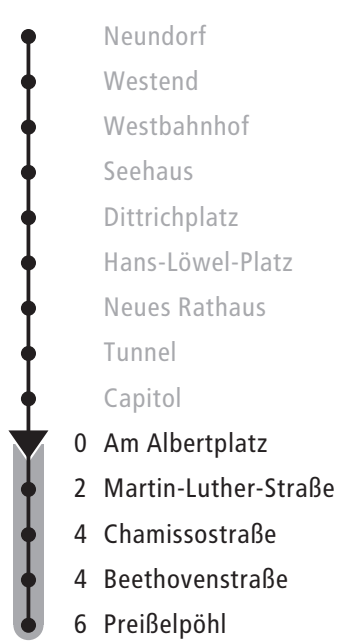 Neundorf
Westend
Westbahnhof
Seehaus
Dittrichplatz
Hans-Löwel-Platz
Neues Rathaus
Tunnel
Capitol
0 Am Albertplatz
2 Martin-Luther-Straße
4 Chamissostraße
4 Beethovenstraße
6 Preißelpöhl